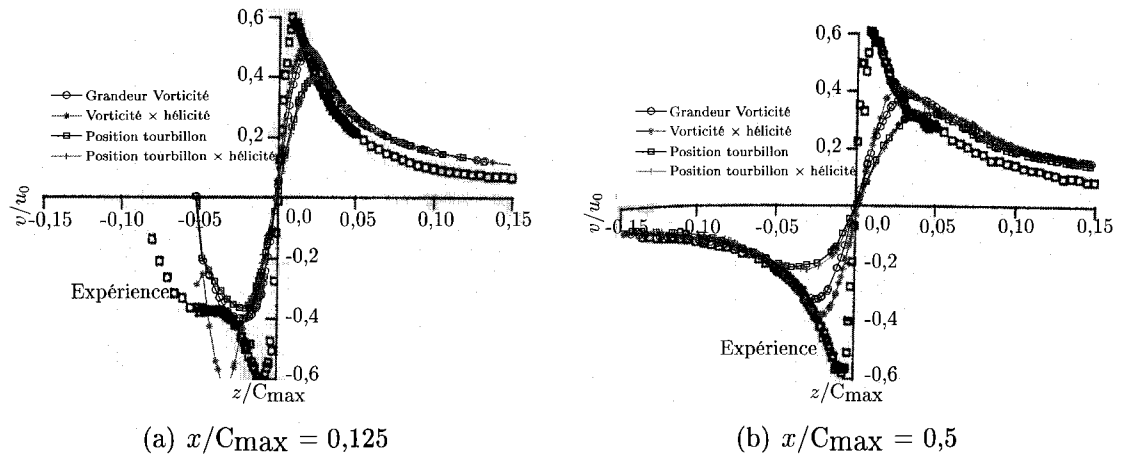 0,6
0,4
0,2
Grandeur Vorticité
Vorticité × hélicité
Position tourbillon
Position tourbillon × hélicité
v/u0
-0,15 -0,10 -0,05 0,0 0,05 0,10 0,15
-0,2
-0,4
-0,6
Expérience
z/Cmax
(a) x/Cmax = 0,125
0,6
0,4
0,2
Grandeur Vorticité
Vorticité × hélicité
Position tourbillon
Position tourbillon × hélicité
v/u0
-0,15 -0,10 -0,05 0,0 0,05 0,10 0,15
-0,2
-0,4
-0,6
Expérience
z/Cmax
(b) x/Cmax = 0,5